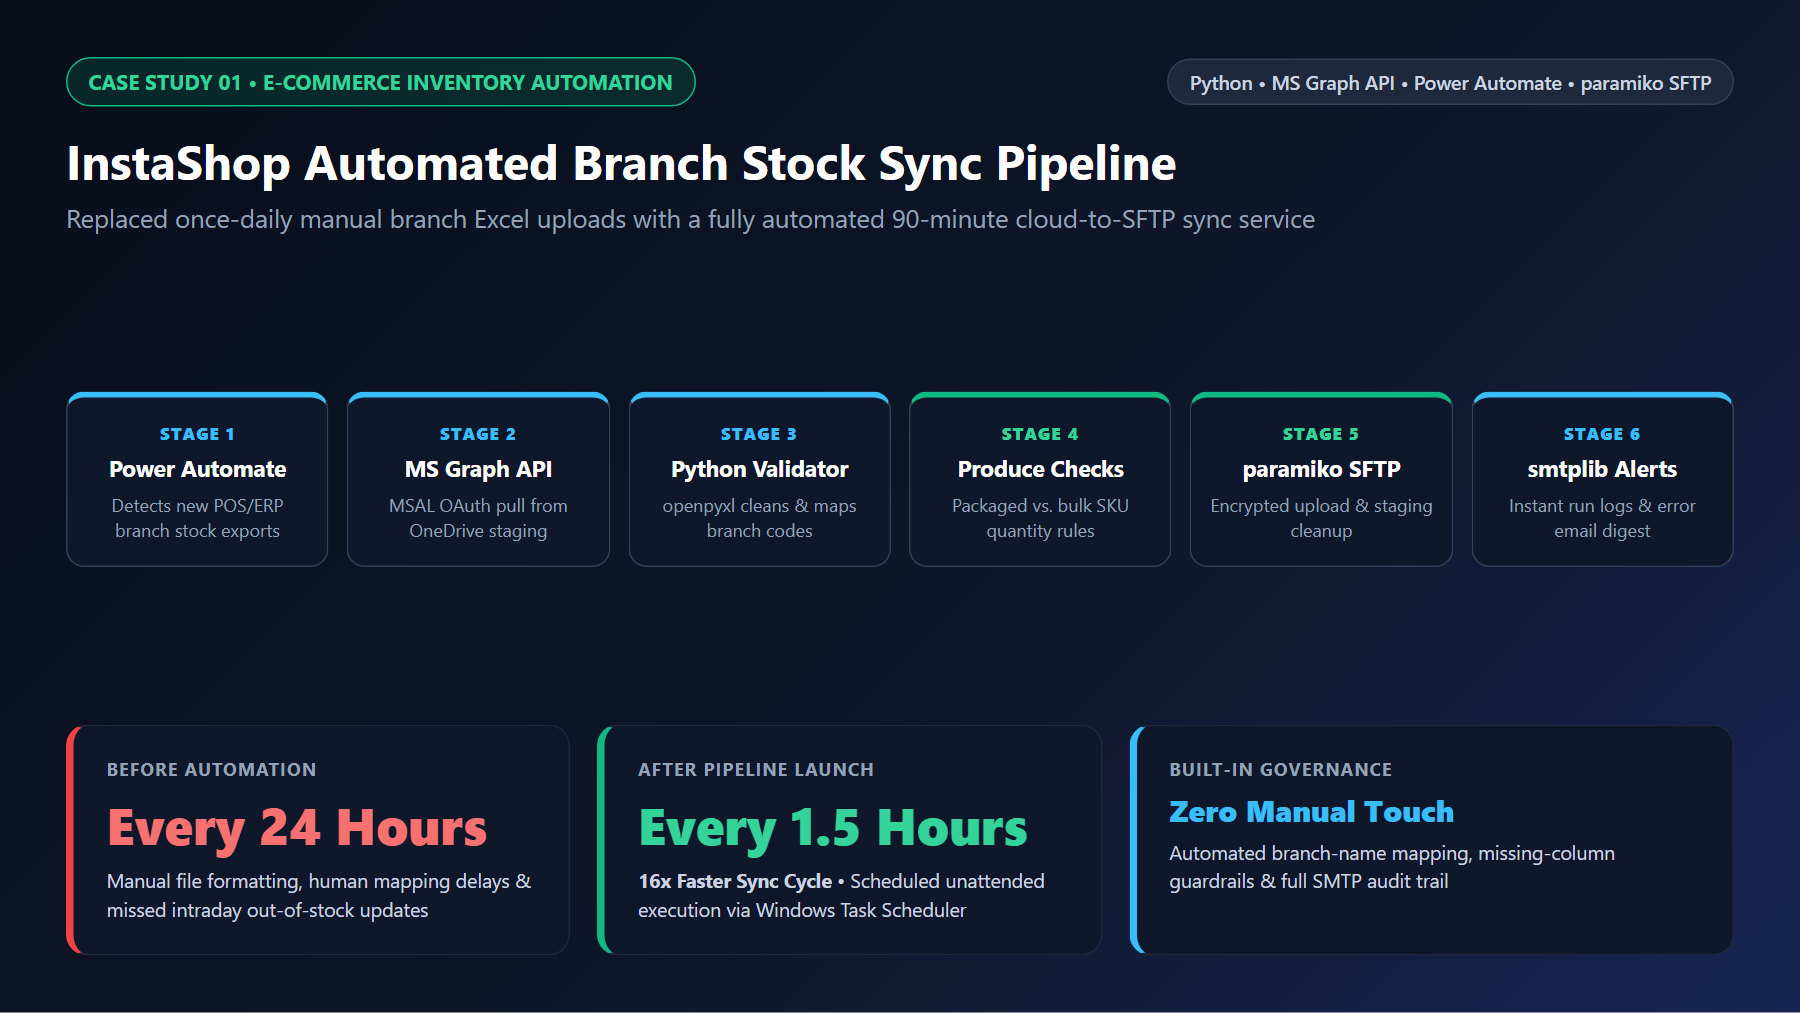 CASE STUDY 01 • E-COMMERCE INVENTORY AUTOMATION
Python • MS Graph API • Power Automate • paramiko SFTP
InstaShop Automated Branch Stock Sync Pipeline
Replaced once-daily manual branch Excel uploads with a fully automated 90-minute cloud-to-SFTP sync service
STAGE 1
Power Automate
Detects new POS/ERP
branch stock exports
STAGE 2
MS Graph API
MSAL OAuth pull from
OneDrive staging
STAGE 3
Python Validator
openpyxl cleans & maps
branch codes
STAGE 4
Produce Checks
Packaged vs. bulk SKU
quantity rules
STAGE 5
paramiko SFTP
Encrypted upload & staging
cleanup
STAGE 6
smtplib Alerts
Instant run logs & error
email digest
BEFORE AUTOMATION
Every 24 Hours
Manual file formatting, human mapping delays &
missed intraday out-of-stock updates
AFTER PIPELINE LAUNCH
Every 1.5 Hours
16x Faster Sync Cycle • Scheduled unattended
execution via Windows Task Scheduler
BUILT-IN GOVERNANCE
Zero Manual Touch
Automated branch-name mapping, missing-column
guardrails & full SMTP audit trail